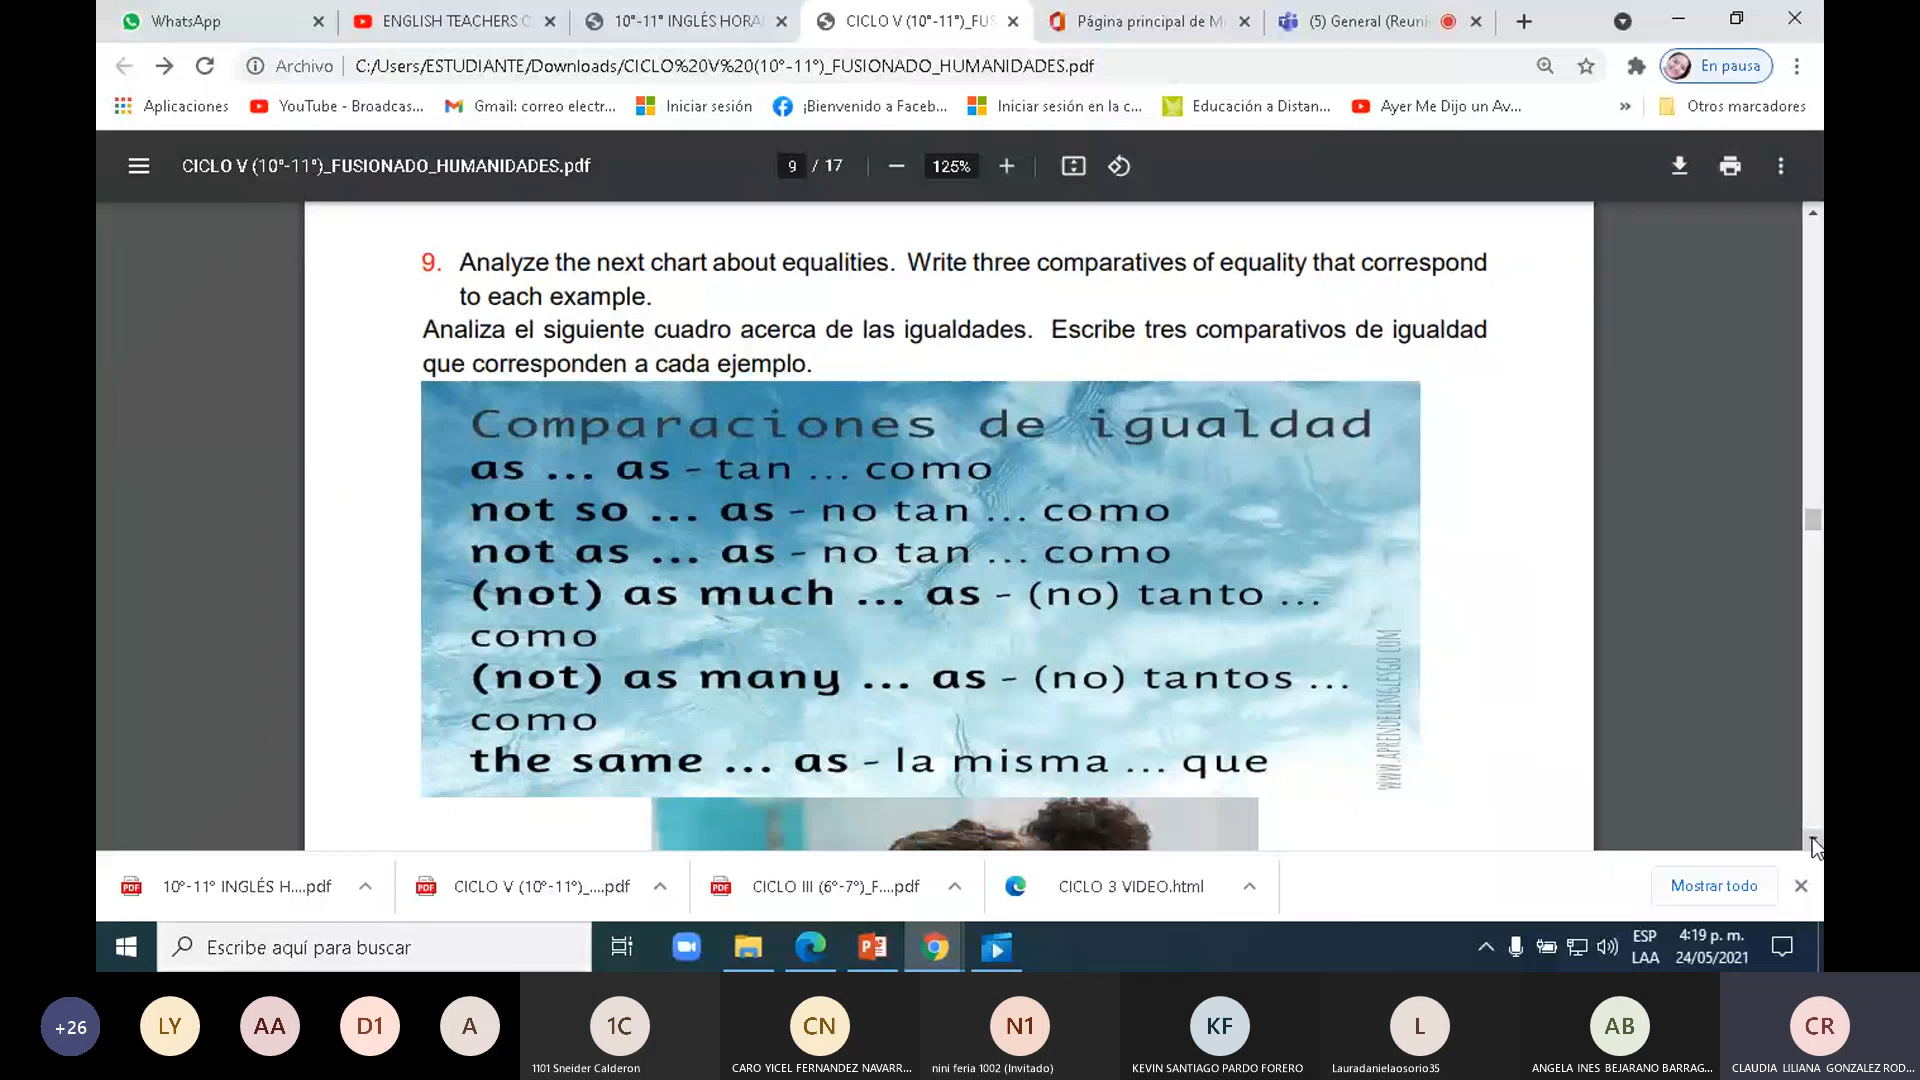 WhatsApp
ENGLISH TEACHERS C
10°-11° INGLÉS HORA
CICLO V (10°-11°)_FUS
Página principal de M
(5) General (Reuni
Archivo
C:/Users/ESTUDIANTE/Downloads/CICLO%20V%20(10°-11°)_FUSIONADO_HUMANIDADES.pdf
En pausa
Aplicaciones
YouTube - Broadcas...
Gmail: correo electr...
Iniciar sesión
¡Bienvenido a Faceb...
Iniciar sesión en la c...
Educación a Distan...
Ayer Me Dijo un Av...
»
Otros marcadores
CICLO V (10°-11°)_FUSIONADO_HUMANIDADES.pdf
9 / 17
125%
9. Analyze the next chart about equalities. Write three comparatives of equality that correspond
to each example.
Analiza el siguiente cuadro acerca de las igualdades. Escribe tres comparativos de igualdad
que corresponden a cada ejemplo.
Comparaciones de igualdad
as ... as - tan ... como
not so ... as - no tan ... como
not as ... as - no tan ... como
(not) as much ... as - (no) tanto ...
como
(not) as many ... as - (no) tantos ...
como
the same ... as - la misma ... que
WWW.APRENDERINGLESGO.COM
10°-11° INGLÉS H....pdf
CICLO V (10°-11°)_....pdf
CICLO III (6°-7°)_F....pdf
CICLO 3 VIDEO.html
Mostrar todo
Escribe aquí para buscar
ESP
LAA
4:19 p. m.
24/05/2021
+26
LY
AA
D1
A
1C
CN
N1
KF
L
AB
CR
1101 Sneider Calderon
CARO YICEL FERNANDEZ NAVARR...
nini feria 1002 (Invitado)
KEVIN SANTIAGO PARDO FORERO
Lauradanielaosorio35
ANGELA INES BEJARANO BARRAG...
CLAUDIA LILIANA GONZALEZ ROD...